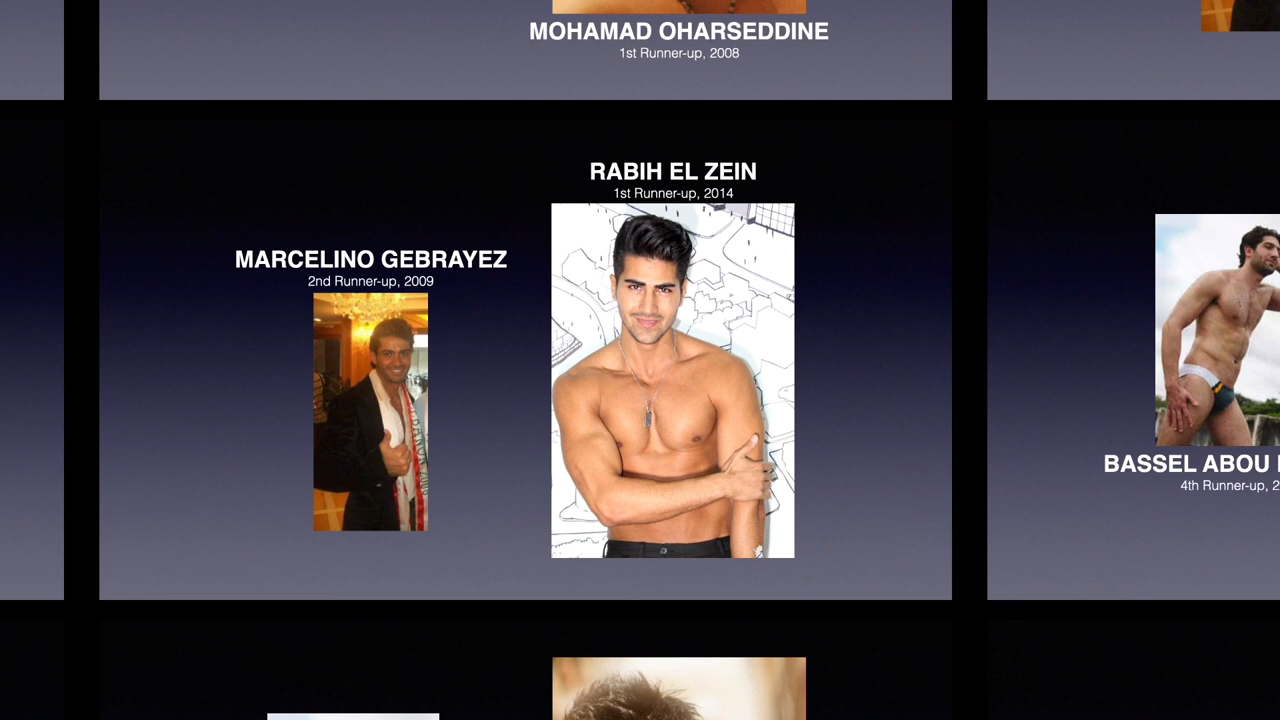 MOHAMAD OHARSEDDINE
1st Runner-up, 2008
RABIH EL ZEIN
1st Runner-up, 2014
MARCELINO GEBRAYEZ
2nd Runner-up, 2009
BASSEL ABOU
4th Runner-up,